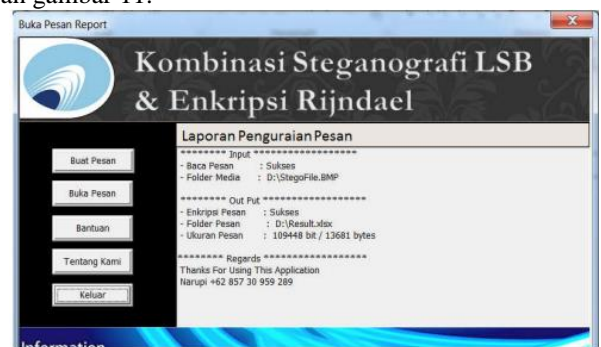 an gambar 11.
Buka Pesan Report
Kombinasi Steganografi LSB
& Enkripsi Rijndael
Laporan Penguraian Pesan
Buat Pesan
Buka Pesan
Bantuan
Tentang Kami
Keluar
******** Input ******************
- Baca Pesan : Sukses
- Folder Media : D:\StegoFile.BMP
******** Out Put ******************
- Enkripsi Pesan : Sukses
- Folder Pesan : D:\Result.xlsx
- Ukuran Pesan : 109448 bit / 13681 bytes
******** Regards ******************
Thanks For Using This Application
Narupi +62 857 30 959 289
Information